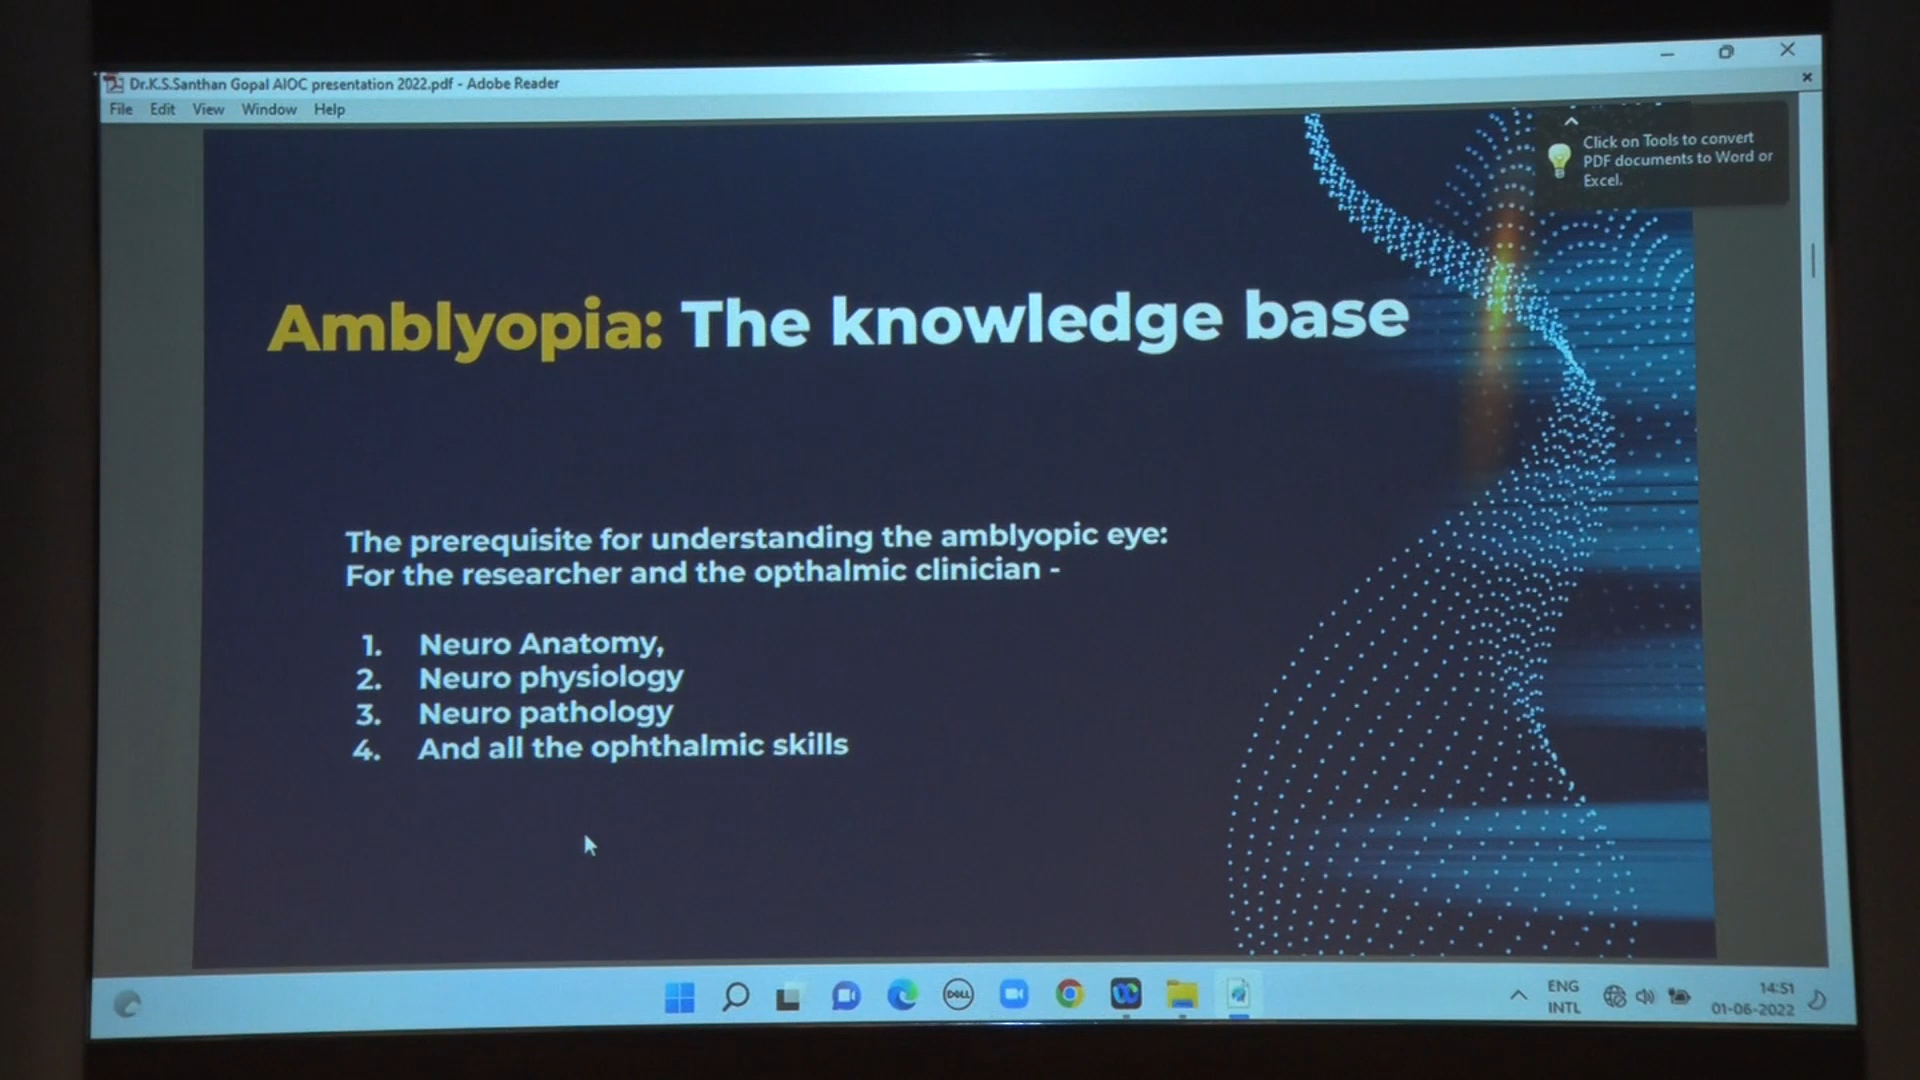 Dr.K.S.Santhan Gopal AIOC presentation 2022.pdf - Adobe Reader
File Edit View Window Help
Click on Tools to convert
PDF documents to Word or
Excel.
Amblyopia: The knowledge base
The prerequisite for understanding the amblyopic eye:
For the researcher and the opthalmic clinician -
1. Neuro Anatomy,
2. Neuro physiology
3. Neuro pathology
4. And all the ophthalmic skills
DELL
ENG
INTL
14:51
01-06-2022